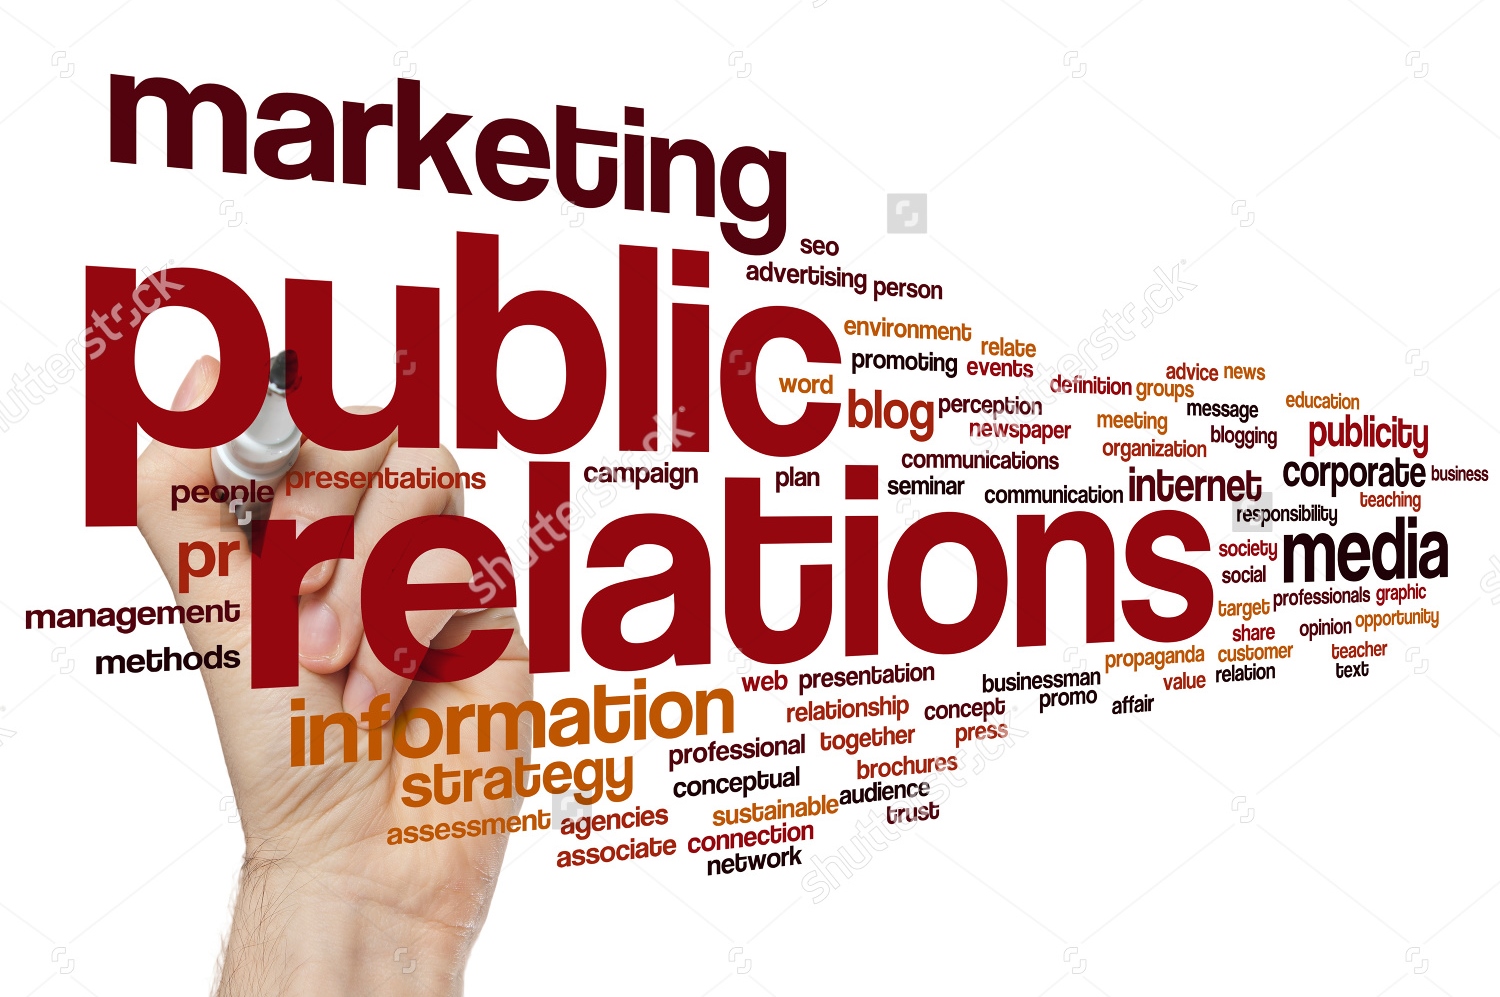 marketing
seo
advertising person
public
environment relate
promoting events
word blog perception
newspaper
definition groups
advice news
message
meeting
blogging
organization
education
publicity
communications
people presentations campaign plan seminar communication internet
corporate business
teaching
responsibility
pr
relations
society
social
media
management
methods
target professionals graphic
share opinion opportunity
customer teacher
relation text
propaganda
value
information
web presentation businessman
promo affair
relationship concept
strategy
professional together press
conceptual brochures
audience
assessment agencies sustainable trust
associate connection
network
shutterstock
shutterstock
shutterstock
shutterstock
shutterstock